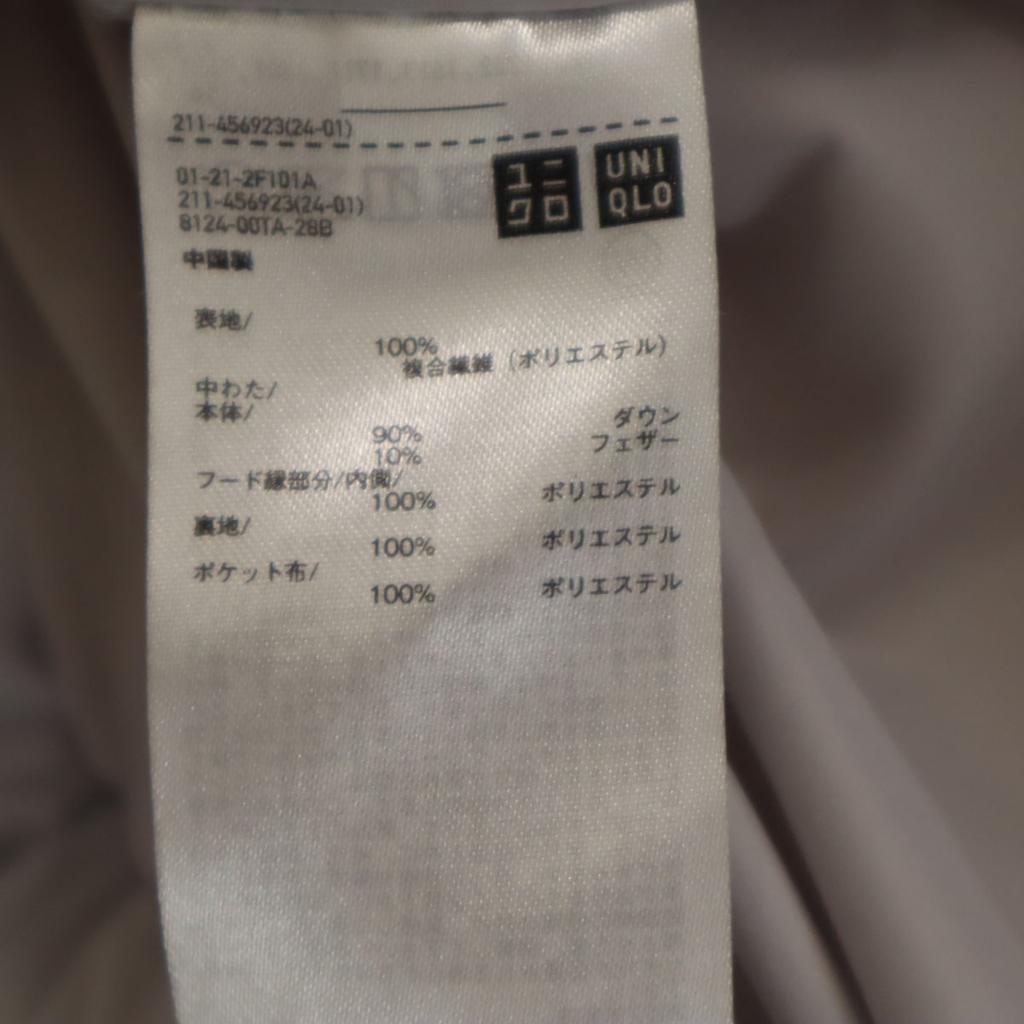 211-456923(24-01)
01-21-2F101A
211-456923(24-01)
8124-00TA-28B
ユニ
クロ
UNI
QLO
中国製
表地/
100%
複合繊維（ポリエステル）
中わた/
本体/
90% ダウン
10% フェザー
フード縁部分/内側/
100% ポリエステル
裏地/
100% ポリエステル
ポケット布/
100% ポリエステル